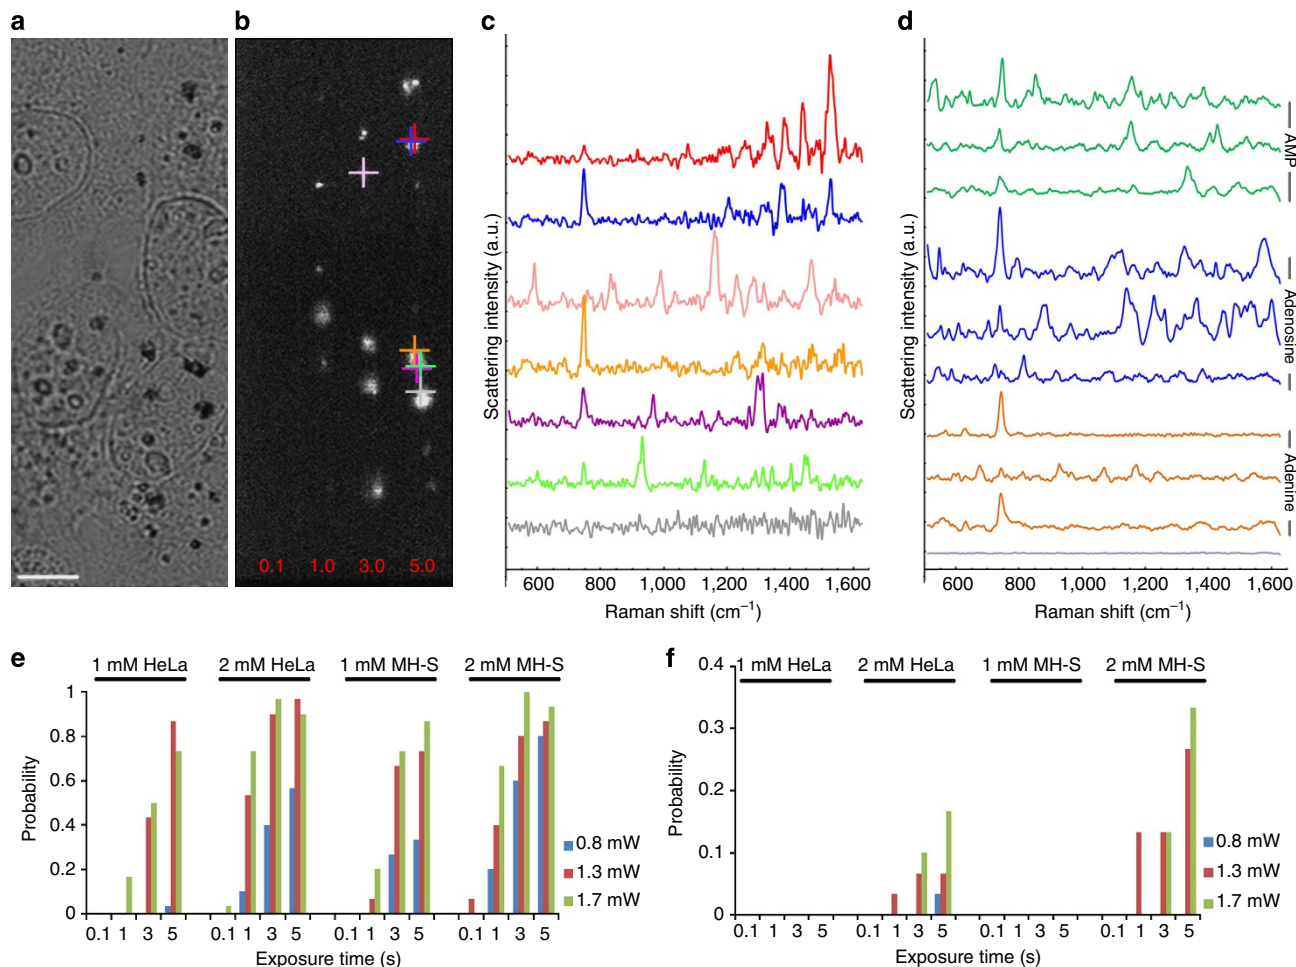 a
b
c
d
0.1 1.0 3.0 5.0
Scattering intensity (a.u.)
600 1,000 1,200 1,400 1,600
Raman shift (cm−1)
Scattering intensity (a.u.)
AMP
Adenosine
Adenine
600 1,000 1,200 1,400 1,600
Raman shift (cm−1)
e
1 mM HeLa 2 mM HeLa 1 mM MH-S 2 mM MH-S
Probability
1
0.8
0.6
0.4
0.2
0
0.1 1 3 5 0.1 1 3 5 0.1 1 3 5 0.1 1 3 5
Exposure time (s)
0.8 mW
1.3 mW
1.7 mW
f
1 mM HeLa 2 mM HeLa 1 mM MH-S 2 mM MH-S
Probability
0.4
0.3
0.2
0.1
0
0.1 1 3 5 0.1 1 3 5 0.1 1 3 5 0.1 1 3 5
Exposure time (s)
0.8 mW
1.3 mW
1.7 mW